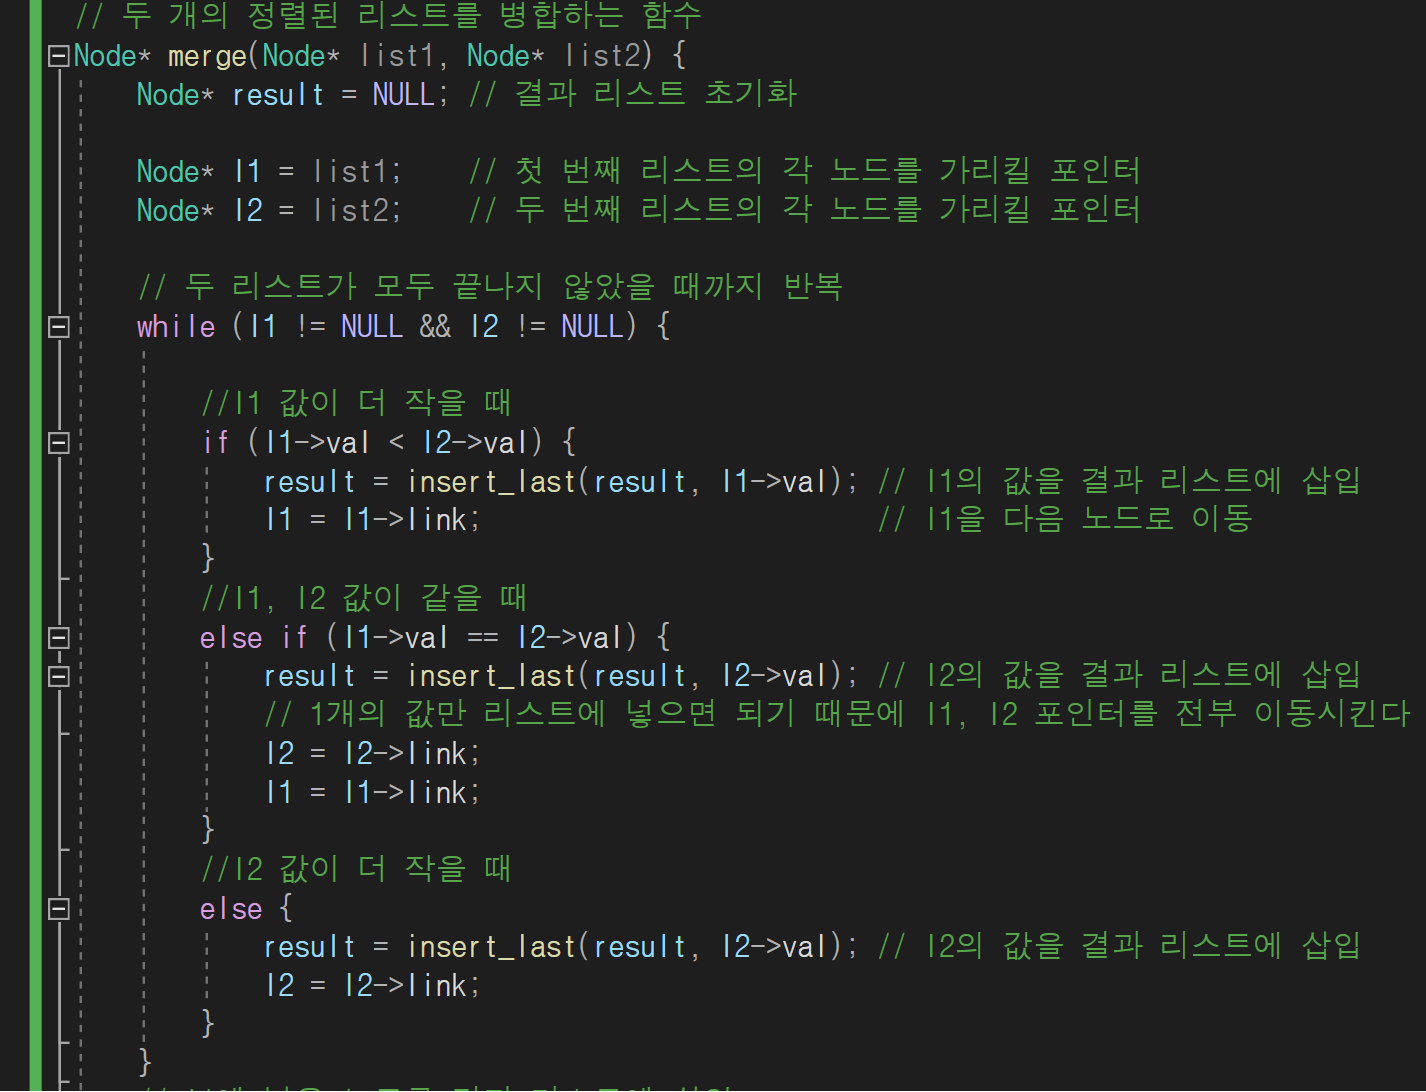 // 두 개의 정렬된 리스트를 병합하는 함수
Node* merge(Node* list1, Node* list2) {
Node* result = NULL; // 결과 리스트 초기화
Node* l1 = list1; // 첫 번째 리스트의 각 노드를 가리킬 포인터
Node* l2 = list2; // 두 번째 리스트의 각 노드를 가리킬 포인터
// 두 리스트가 모두 끝나지 않았을 때까지 반복
while (l1 != NULL && l2 != NULL) {
//l1 값이 더 작을 때
if (l1->val < l2->val) {
result = insert_last(result, l1->val); // l1의 값을 결과 리스트에 삽입
l1 = l1->link; // l1을 다음 노드로 이동
}
//l1, l2 값이 같을 때
else if (l1->val == l2->val) {
result = insert_last(result, l2->val); // l2의 값을 결과 리스트에 삽입
// 1개의 값만 리스트에 넣으면 되기 때문에 l1, l2 포인터를 전부 이동시킨다
l2 = l2->link;
l1 = l1->link;
}
//l2 값이 더 작을 때
else {
result = insert_last(result, l2->val); // l2의 값을 결과 리스트에 삽입
l2 = l2->link;
}
}